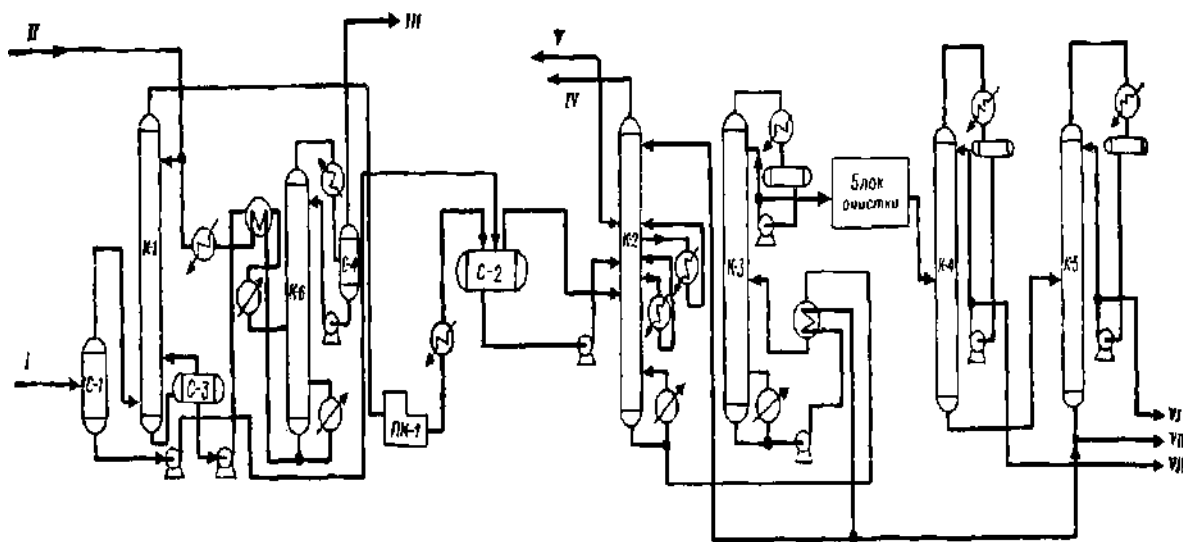 II
III
V
IV
К-1
К-6
С-4
С-2
К-2
К-3
Блок
очистки
К-4
К-5
I
С-1
С-3
ПК-1
VI
VII
VIII